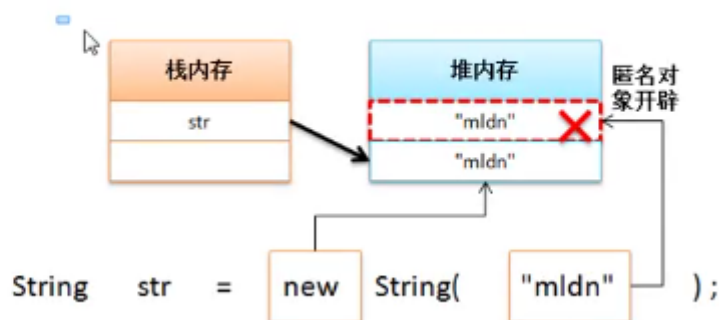 栈内存
堆内存
匿名对
象开辟
str
"mldn"
"mldn"
String str = new String( "mldn" );